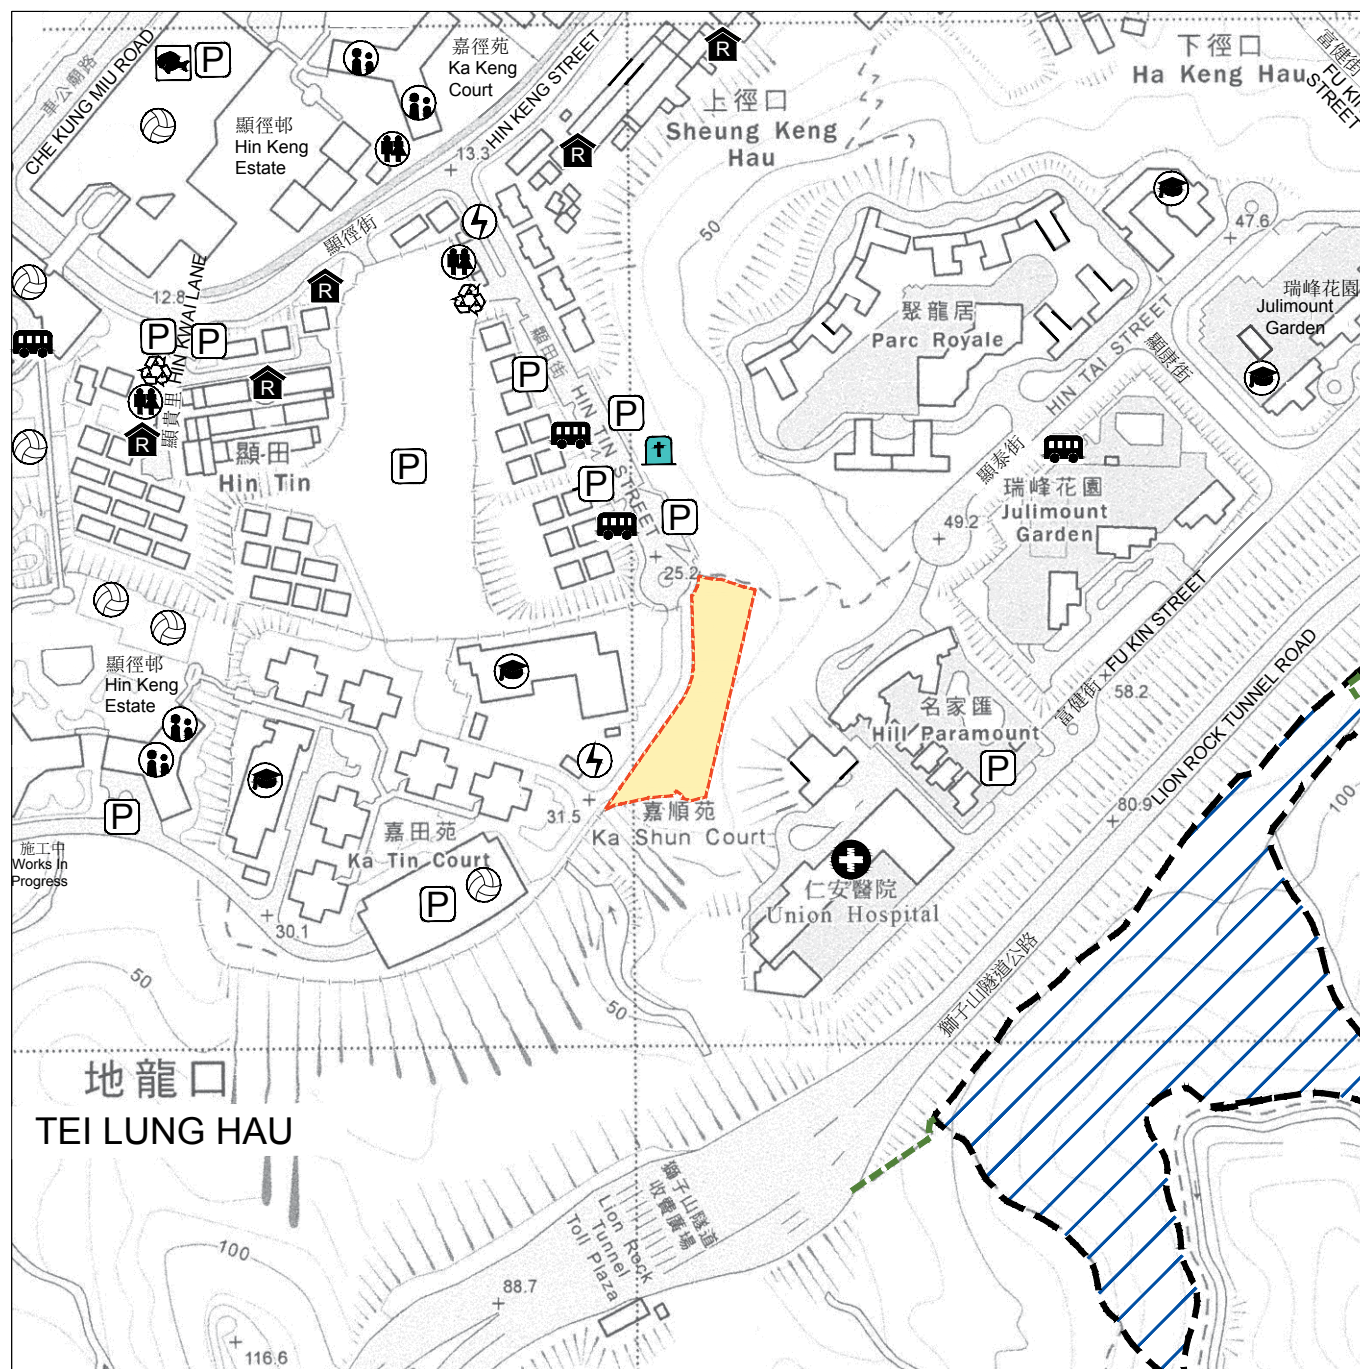 車公廟路
CHE KUNG MIU ROAD
P
嘉徑苑
Ka Keng
Court
HIN KENG STREET
R
下徑口
Ha Keng Hau
富健街
FU KIN
STREET
顯徑邨
Hin Keng
Estate
13.3
上徑口
Sheung Keng
Hau
R
50
47.6
顯徑街
12.8
R
瑞峰花園
Julimount
Garden
聚龍居
Parc Royale
HIN TAI STREET
顯康街
P
P
HIN KWAI LANE
顯貴里
R
R
顯田街
HIN TIN STREET
P
P
顯田
Hin Tin
P
P
P
顯泰街
瑞峰花園
Julimount
Garden
49.2
25.2
顯徑邨
Hin Keng
Estate
富健街
FU KIN STREET
58.2
LION ROCK TUNNEL ROAD
名家匯
Hill Paramount
P
P
31.5
嘉順苑
Ka Shun Court
80.9
100
嘉田苑
Ka Tin Court
施工中
Works In
Progress
P
仁安醫院
Union Hospital
30.1
50
50
獅子山隧道公路
地龍口
TEI LUNG HAU
獅子山隧道
收費廣場
Lion Rock
Tunnel
Toll Plaza
100
88.7
116.6